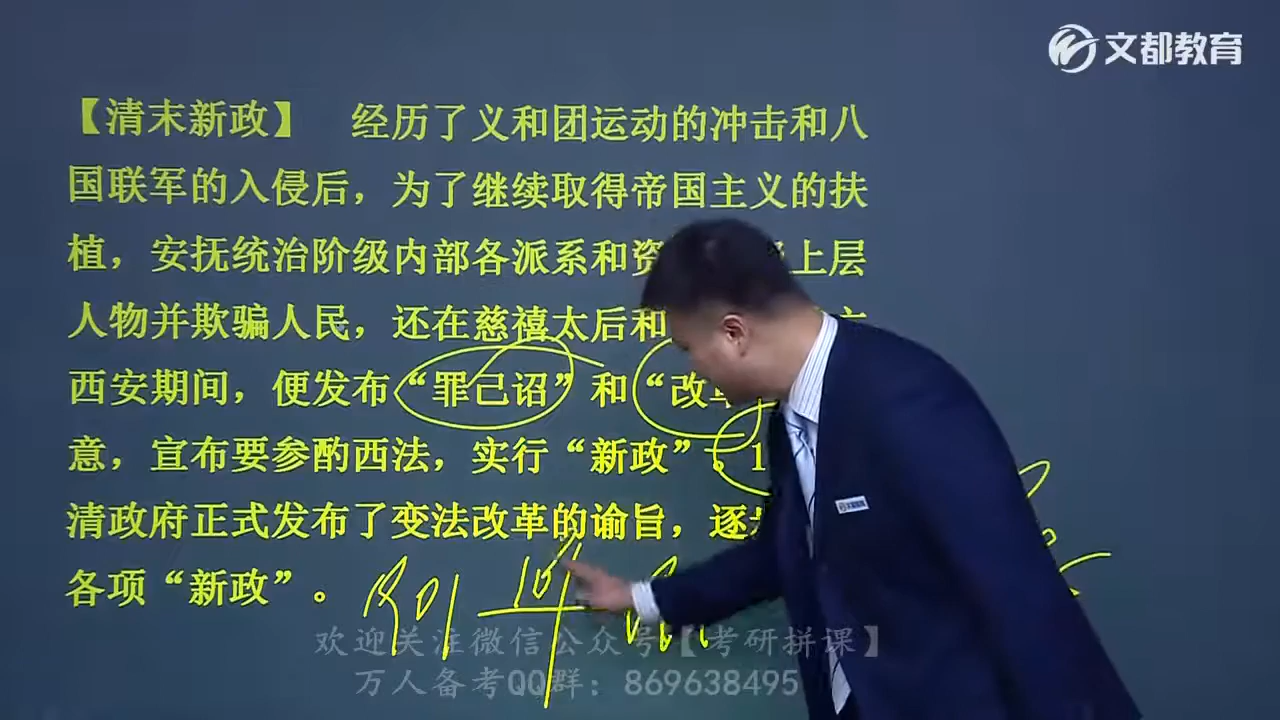 文都教育
【清末新政】 经历了义和团运动的冲击和八
国联军的入侵后，为了继续取得帝国主义的扶
植，安抚统治阶级内部各派系和资 上层
人物并欺骗人民，还在慈禧太后和
西安期间，便发布“罪己诏”和“改革
意，宣布要参酌西法，实行“新政”。1
清政府正式发布了变法改革的谕旨，逐
各项“新政”。
欢迎关注微信公众号【考研拼课】
万人备考QQ群：869638495